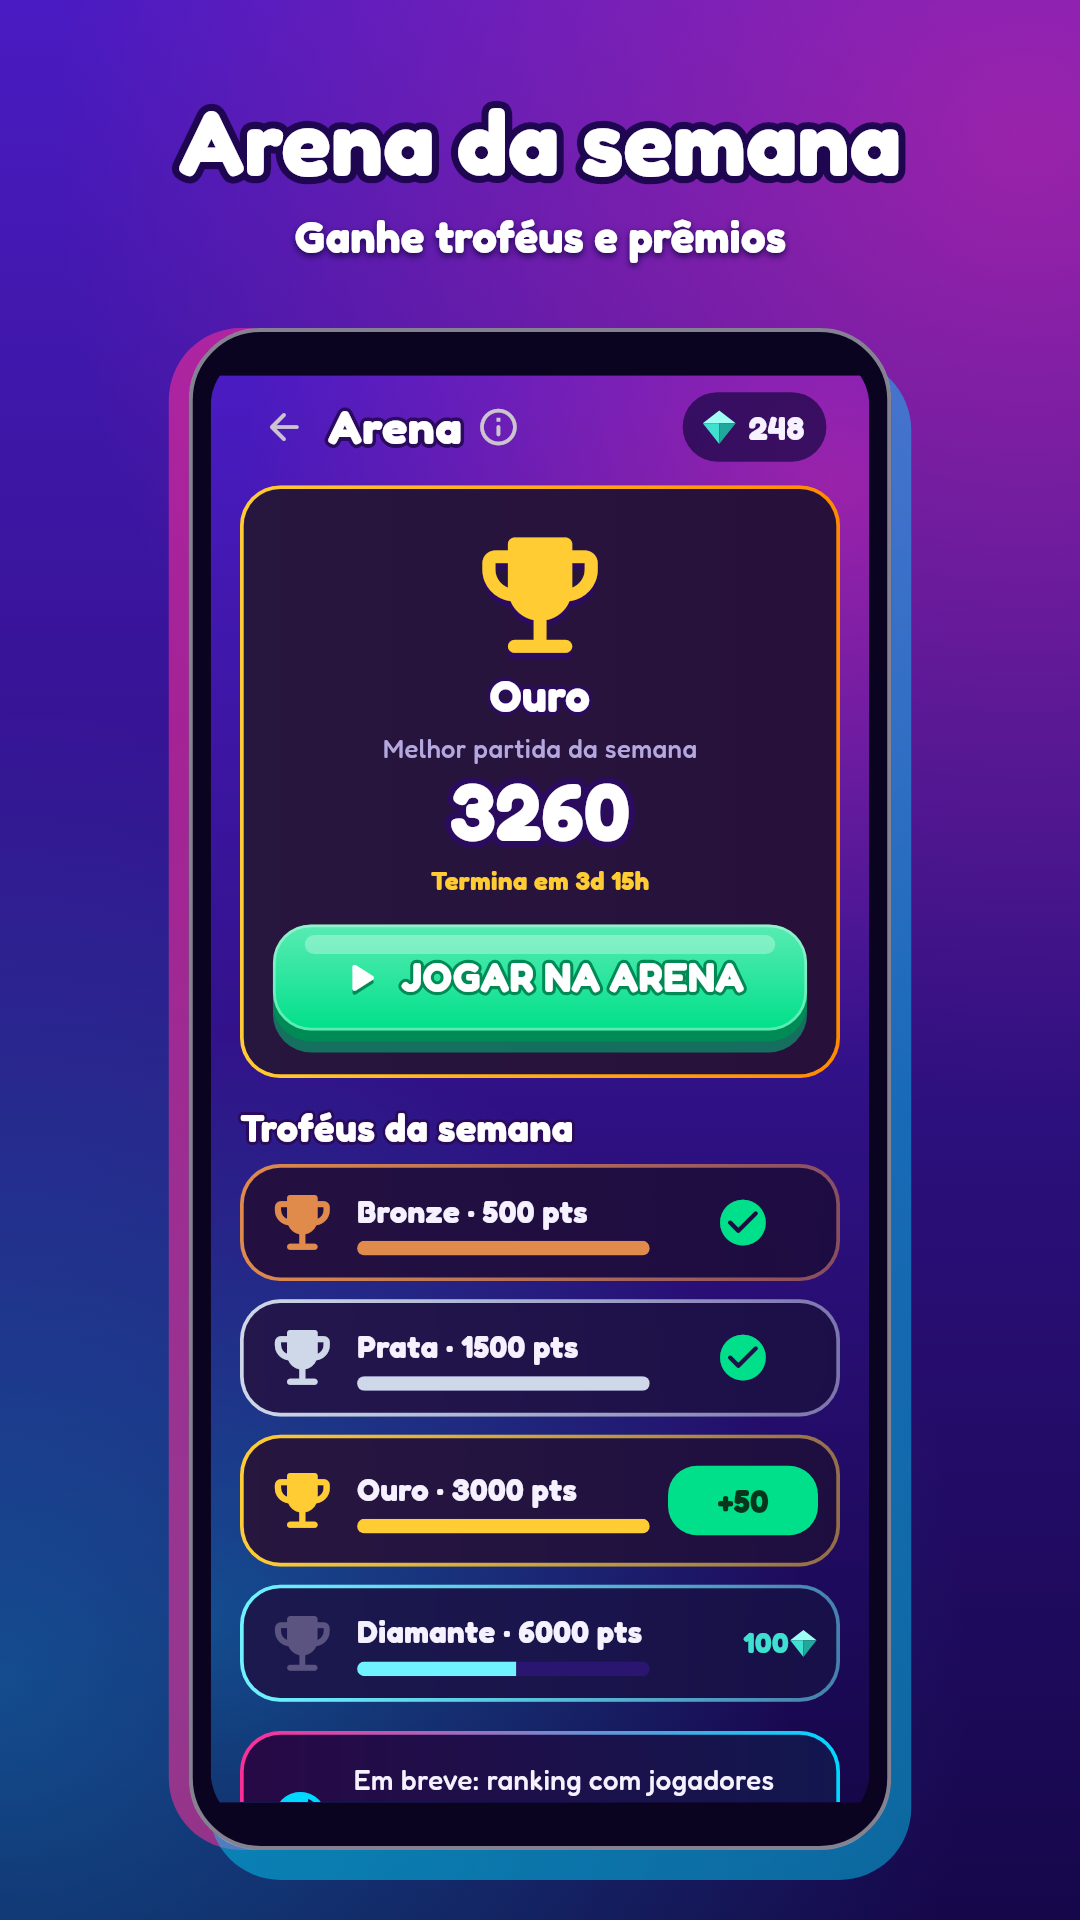 Arena da semana
Ganhe troféus e prêmios
Arena
248
Ouro
Melhor partida da semana
3260
Termina em 3d 15h
JOGAR NA ARENA
Troféus da semana
Bronze · 500 pts
Prata · 1500 pts
Ouro · 3000 pts
+50
Diamante · 6000 pts
100
Em breve: ranking com jogadores